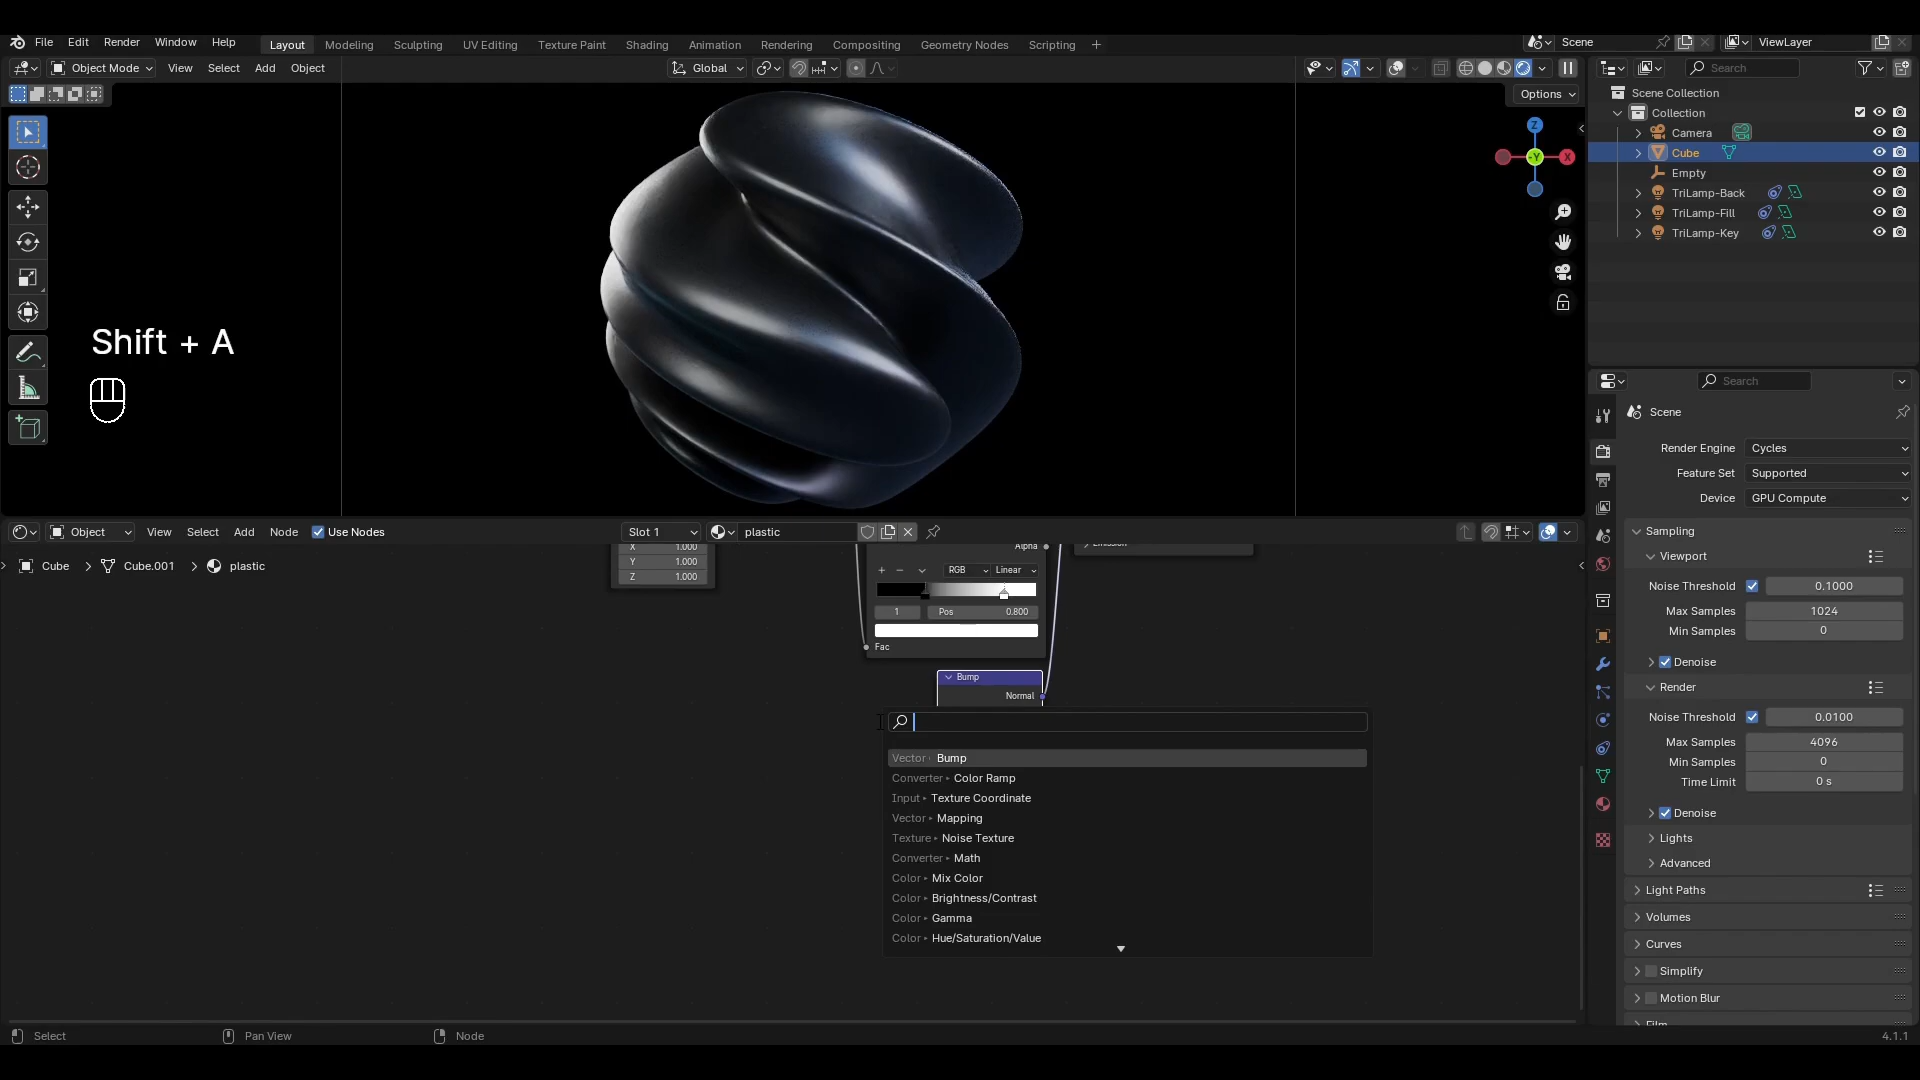 File Edit Render Window Help Layout Modeling Sculpting UV Editing Texture Paint Shading Animation Rendering Compositing Geometry Nodes Scripting + Scene ViewLayer
Object Mode View Select Add Object Global Search
Options
Scene Collection
Collection
Camera
Cube
Empty
TriLamp-Back
TriLamp-Fill
TriLamp-Key
Z
-Y
X
Shift + A
Search
Scene
Render Engine Cycles
Feature Set Supported
Device GPU Compute
Sampling
Viewport
Noise Threshold 0.1000
Max Samples 1024
Min Samples 0
Denoise
Render
Noise Threshold 0.0100
Max Samples 4096
Min Samples 0
Time Limit 0 s
Denoise
Lights
Advanced
Light Paths
Volumes
Curves
Simplify
Motion Blur
Film
Object View Select Add Node Use Nodes Slot 1 plastic
Cube Cube.001 plastic
X 1.000
Y 1.000
Z 1.000
Alpha
RGB Linear
1 Pos 0.800
Fac
Emission
Bump
Normal
Vector Bump
Converter Color Ramp
Input Texture Coordinate
Vector Mapping
Texture Noise Texture
Converter Math
Color Mix Color
Color Brightness/Contrast
Color Gamma
Color Hue/Saturation/Value
Select Pan View Node 4.1.1